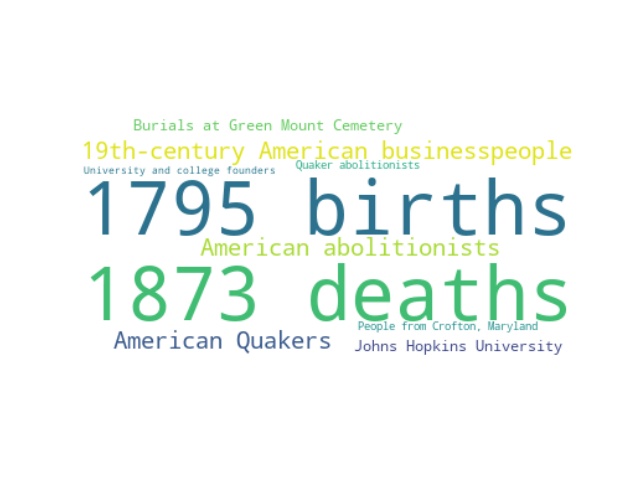 Burials at Green Mount Cemetery
19th-century American businesspeople
University and college founders
Quaker abolitionists
1795 births
American abolitionists
1873 deaths
People from Crofton, Maryland
American Quakers
Johns Hopkins University